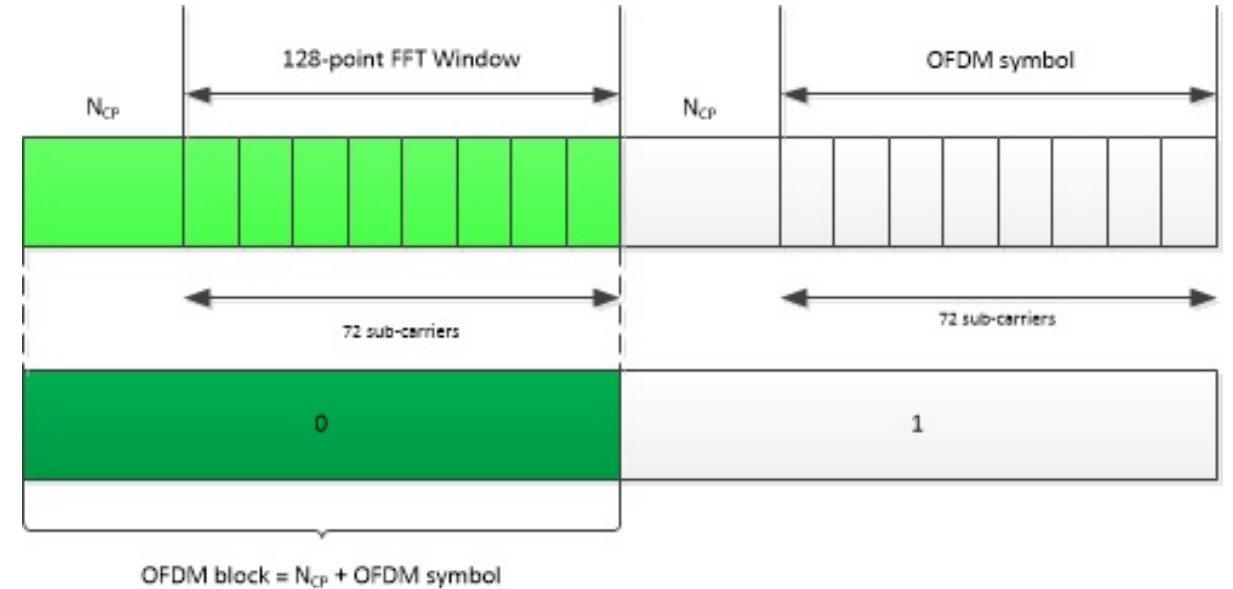 128-point FFT Window
OFDM symbol
NCP
NCP
72 sub-carriers
72 sub-carriers
0
1
OFDM block = NCP + OFDM symbol